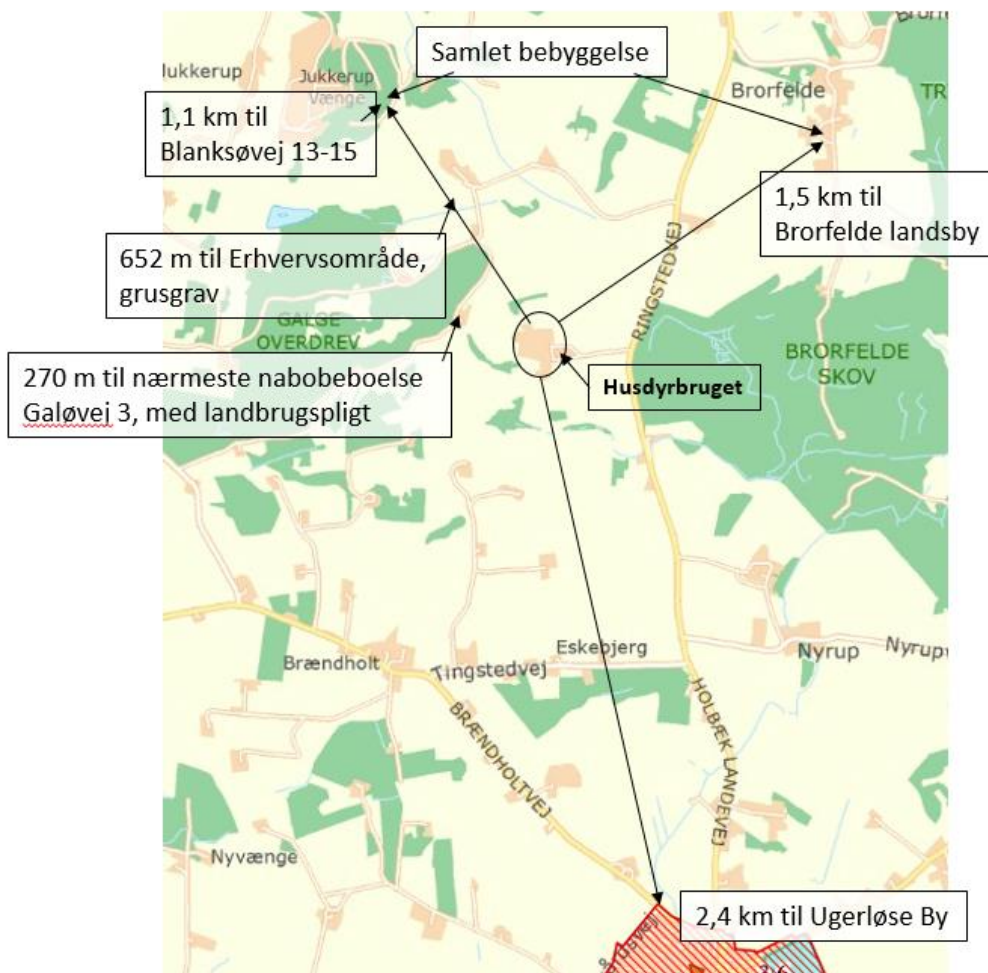 Samlet bebyggelse
Jukkerup
Jukkerup
Vænge
Brorfelde
TR
1,1 km til
Blanksøvej 13-15
1,5 km til
Brorfelde landsby
652 m til Erhvervsområde,
grusgrav
RINGSTEDVEJ
GALGE
OVERDREV
BRORFELDE
SKOV
270 m til nærmeste nabobeboelse
Galøvej 3, med landbrugspligt
Husdyrbruget
Brændholt
Tingstedvej
Eskebjerg
Nyrup
Nyrupv
BRÆNDHOLTVEJ
HOLBÆK LANDEVEJ
Nyvænge
2,4 km til Ugerløse By